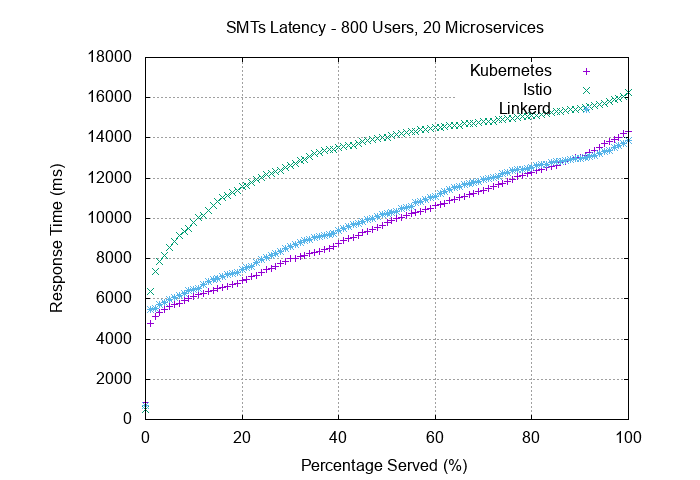 SMTs Latency - 800 Users, 20 Microservices
18000
16000
14000
12000
10000
8000
6000
4000
2000
0
Response Time (ms)
Kubernetes
Istio
Linkerd
0 20 40 60 80 100
Percentage Served (%)